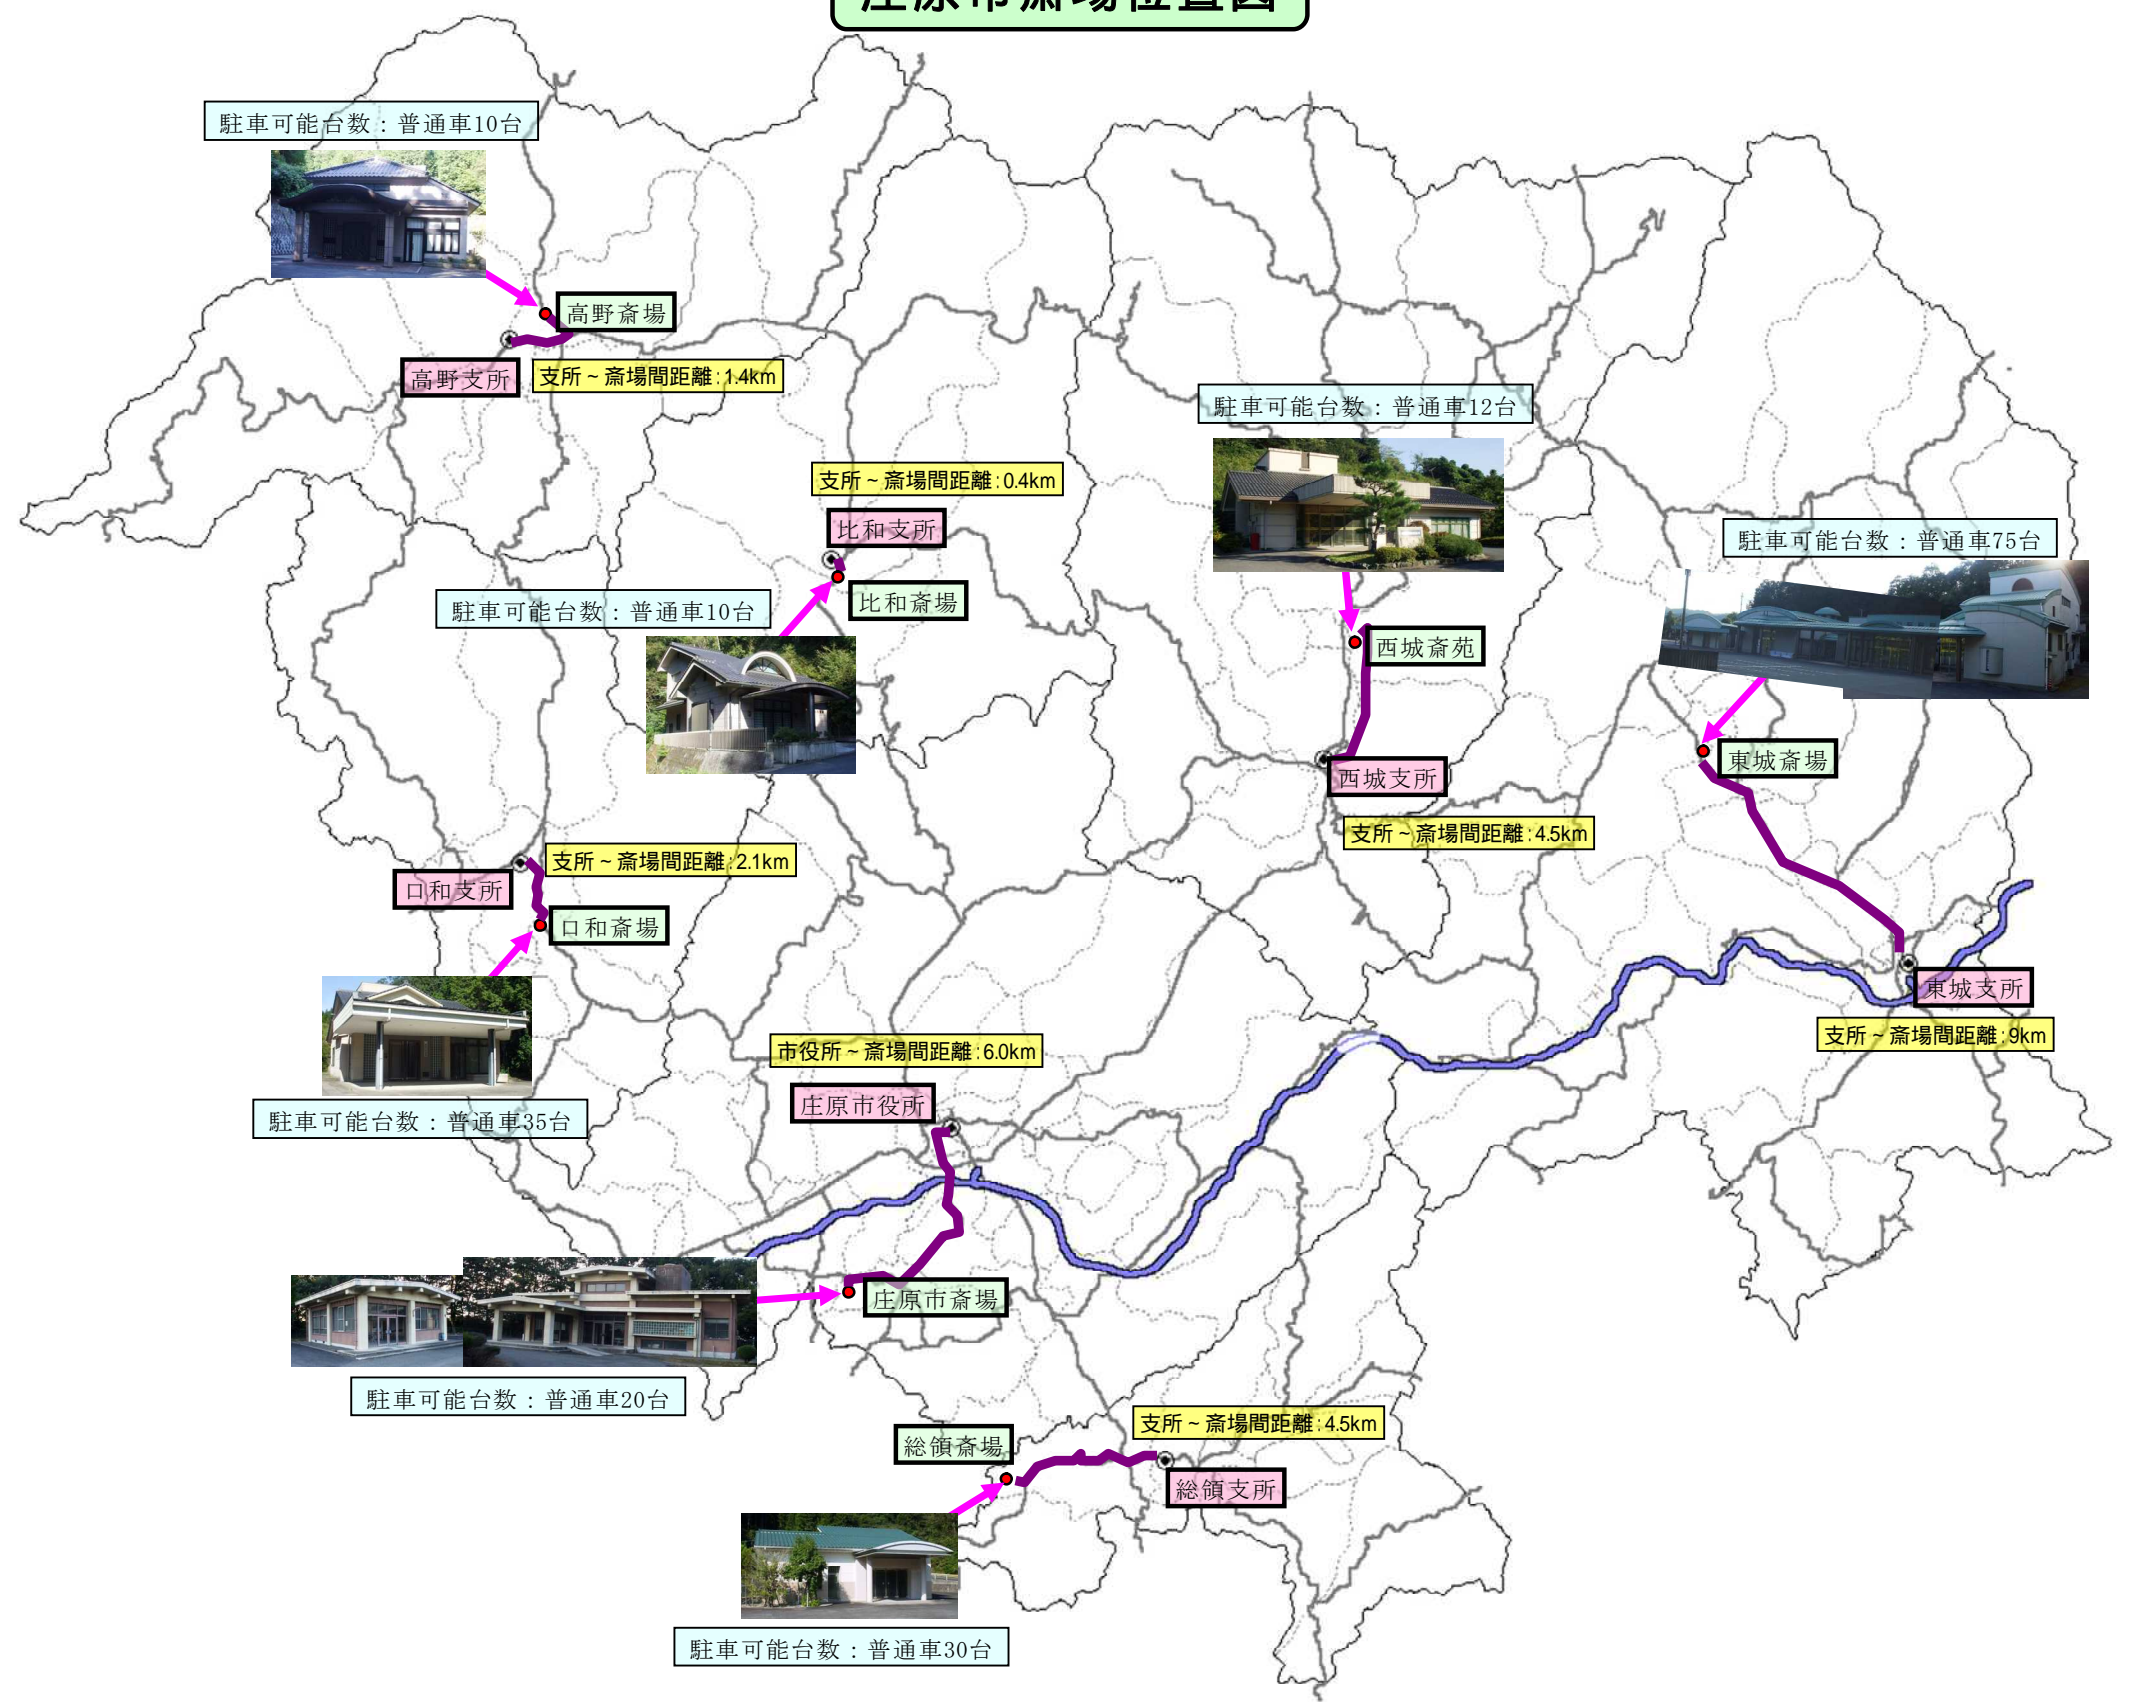 庄原市斎場位置図
駐車可能台数：普通車10台
高野斎場
高野支所
支所～斎場間距離:1.4km
駐車可能台数：普通車12台
支所～斎場間距離:0.4km
比和支所
比和斎場
駐車可能台数：普通車10台
駐車可能台数：普通車75台
西城斎苑
西城支所
支所～斎場間距離:4.5km
東城斎場
口和支所
支所～斎場間距離:2.1km
口和斎場
東城支所
支所～斎場間距離:9km
市役所～斎場間距離:6.0km
庄原市役所
駐車可能台数：普通車35台
庄原市斎場
駐車可能台数：普通車20台
総領斎場
支所～斎場間距離:4.5km
総領支所
駐車可能台数：普通車30台